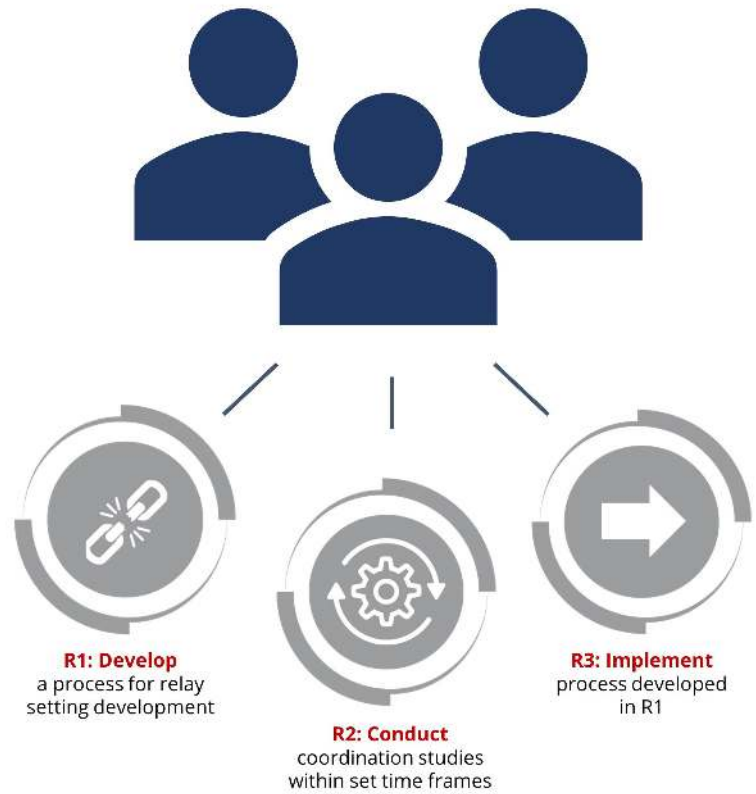 R1: Develop
a process for relay
setting development
R2: Conduct
coordination studies
within set time frames
R3: Implement
process developed
in R1